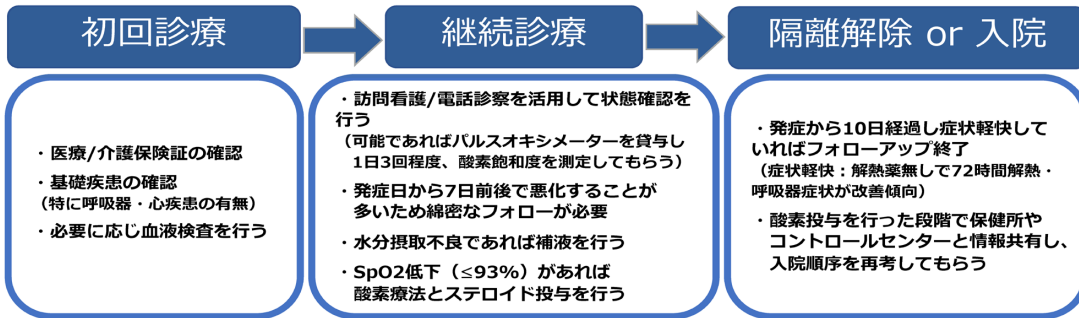 初回診療
継続診療
隔離解除 or 入院
・医療/介護保険証の確認
・基礎疾患の確認
（特に呼吸器・心疾患の有無）
・必要に応じ血液検査を行う
・訪問看護/電話診察を活用して状態確認を
行う
（可能であればパルスオキシメーターを貸与し
1日3回程度、酸素飽和度を測定してもらう）
・発症日から7日前後で悪化することが
多いため綿密なフォローが必要
・水分摂取不良であれば補液を行う
・SpO2低下（≤93%）があれば
酸素療法とステロイド投与を行う
・発症から10日経過し症状軽快して
いればフォローアップ終了
（症状軽快：解熱薬無しで72時間解熱・
呼吸器症状が改善傾向）
・酸素投与を行った段階で保健所や
コントロールセンターと情報共有し、
入院順序を再考してもらう